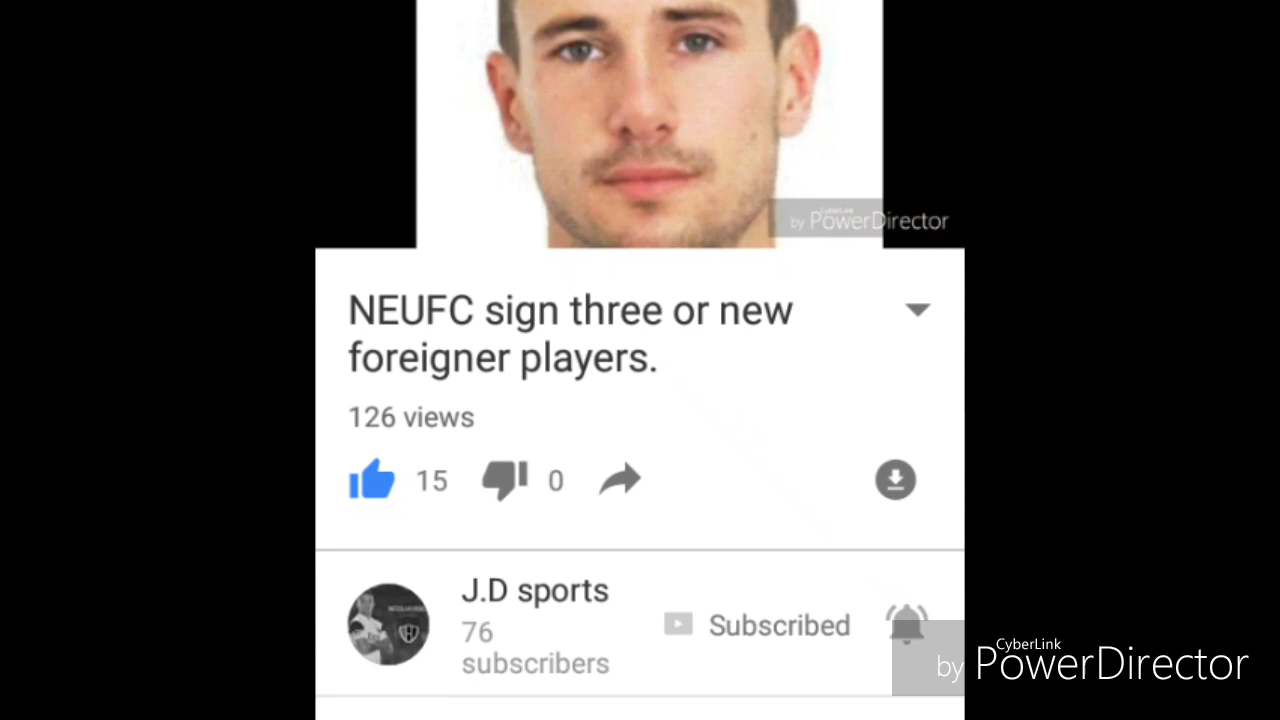 CyberLink
by PowerDirector
NEUFC sign three or new
foreigner players.
126 views
15 0
J.D sports
76
subscribers
Subscribed
CyberLink
by PowerDirector